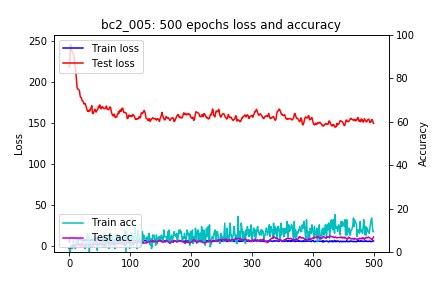 bc2_005: 500 epochs loss and accuracy
Train loss
Test loss
Train acc
Test acc
Loss
250
200
150
100
50
0
Accuracy
100
80
60
40
20
0
0
100
200
300
400
500